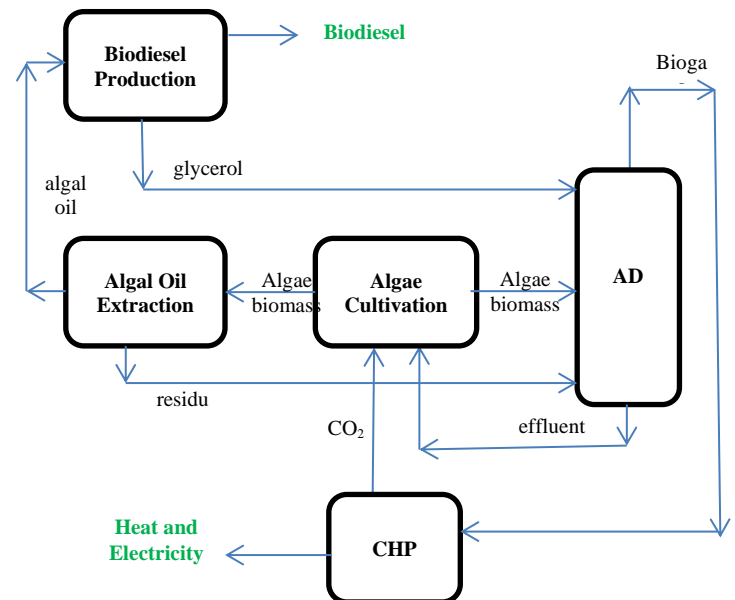 Biodiesel
Production
Biodiesel
Bioga
glycerol
algal
oil
Algal Oil
Extraction
Algae
biomass
Algae
Cultivation
Algae
biomass
AD
residu
CO₂
effluent
Heat and
Electricity
CHP